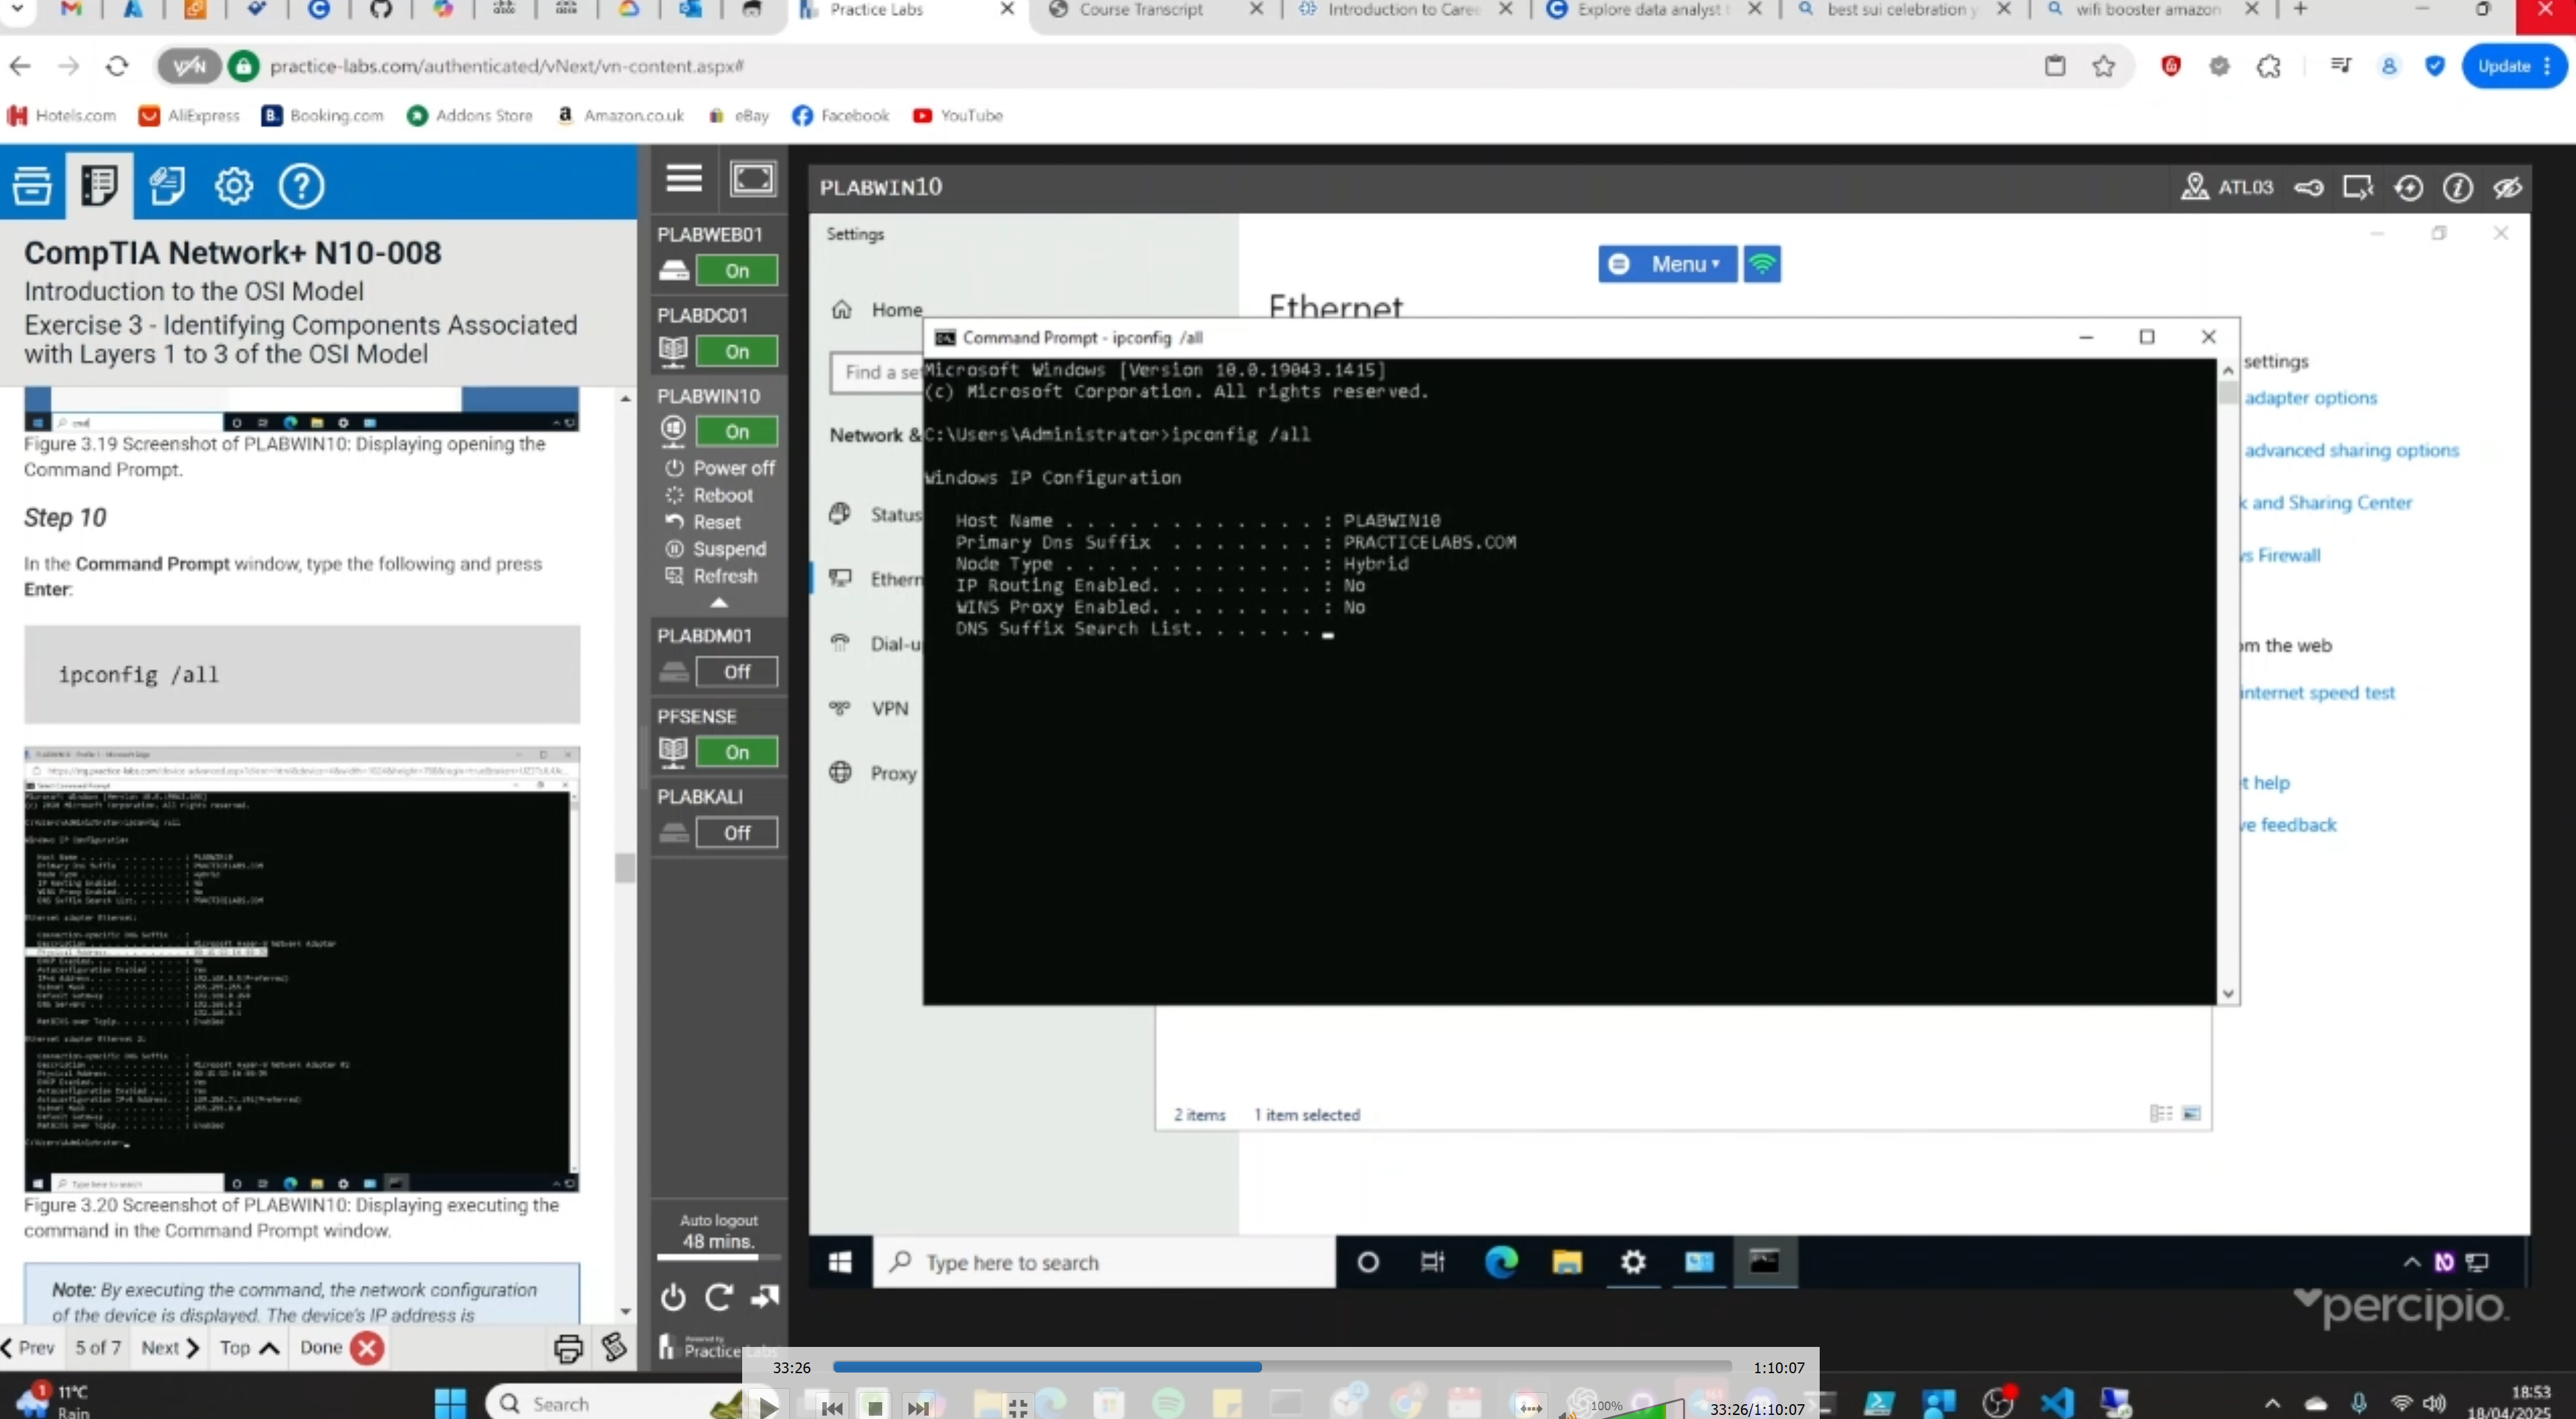 Practice Labs
Course Transcript
Introduction to Caree
Explore data analyst t
best sui celebration y
wifi booster amazon
VPN
practice-labs.com/authenticated/vNext/vn-content.aspx#
Update
Hotels.com
AliExpress
Booking.com
Addons Store
Amazon.co.uk
eBay
Facebook
YouTube
CompTIA Network+ N10-008
Introduction to the OSI Model
Exercise 3 - Identifying Components Associated
with Layers 1 to 3 of the OSI Model
Figure 3.19 Screenshot of PLABWIN10: Displaying opening the
Command Prompt.
Step 10
In the Command Prompt window, type the following and press
Enter:
ipconfig /all
Figure 3.20 Screenshot of PLABWIN10: Displaying executing the
command in the Command Prompt window.
Note: By executing the command, the network configuration
of the device is displayed. The device's IP address is
Prev
5 of 7
Next
Top
Done
PLABWEB01
On
PLABDC01
On
PLABWIN10
On
Power off
Reboot
Reset
Suspend
Refresh
PLABDM01
Off
PFSENSE
On
PLABKALI
Off
Auto logout
48 mins.
Powered by
Practice Labs
PLABWIN10
ATL03
Settings
Menu
Home
Ethernet
Find a se
Network &
Status
Ethern
Dial-u
VPN
Proxy
Command Prompt - ipconfig /all
Microsoft Windows [Version 10.0.19043.1415]
(c) Microsoft Corporation. All rights reserved.
C:\Users\Administrator>ipconfig /all
Windows IP Configuration
Host Name . . . . . . . . . . . . : PLABWIN10
Primary Dns Suffix . . . . . . . : PRACTICELABS.COM
Node Type . . . . . . . . . . . . : Hybrid
IP Routing Enabled. . . . . . . . : No
WINS Proxy Enabled. . . . . . . . : No
DNS Suffix Search List. . . . . .
settings
adapter options
advanced sharing options
k and Sharing Center
ws Firewall
om the web
internet speed test
t help
ve feedback
2 items
1 item selected
Type here to search
percipio.
33:26
1:10:07
100%
33:26/1:10:07
1
11°C
Rain
Search
18:53
18/04/2025